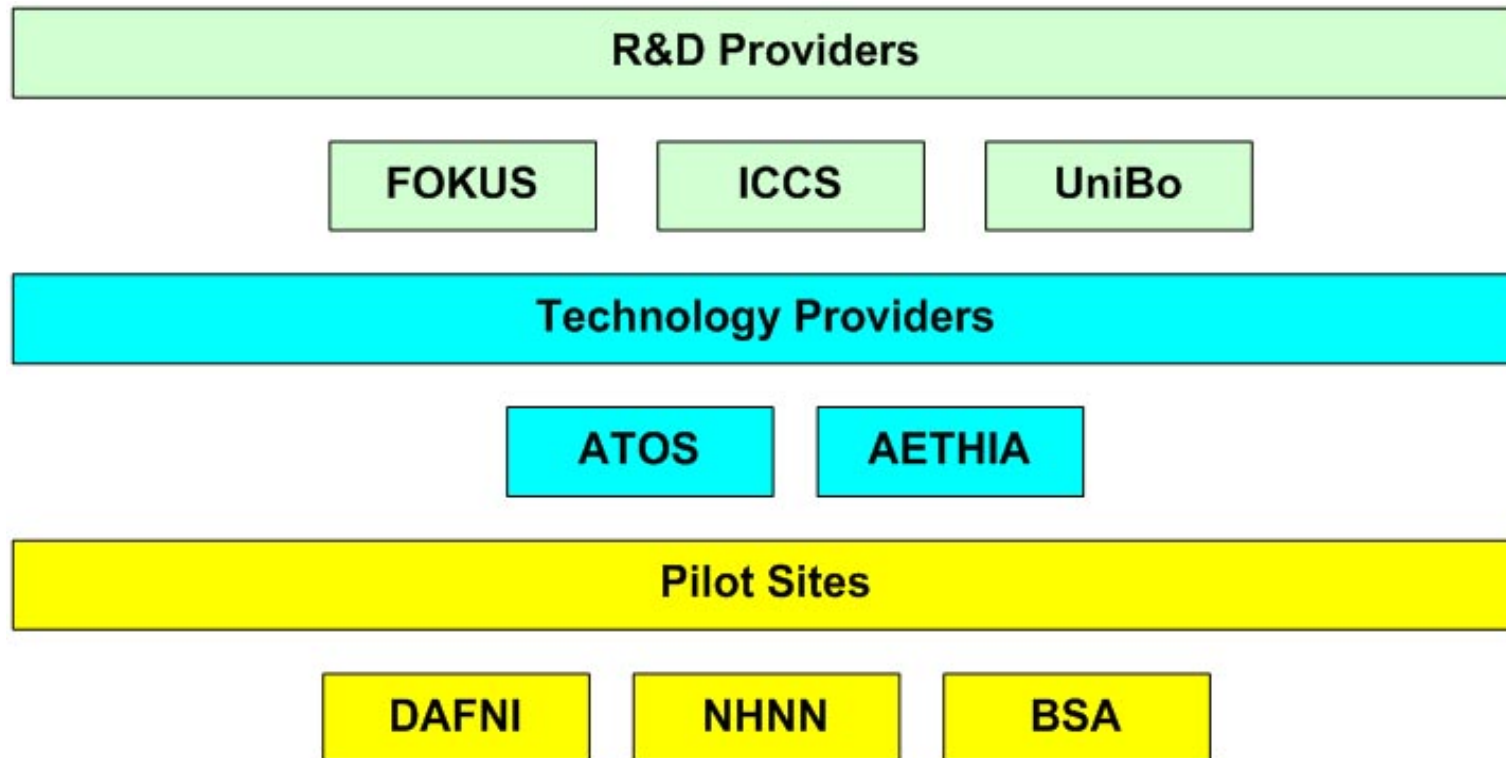 R&D Providers
FOKUS ICCS UniBo
Technology Providers
ATOS AETHIA
Pilot Sites
DAFNI NHNN BSA